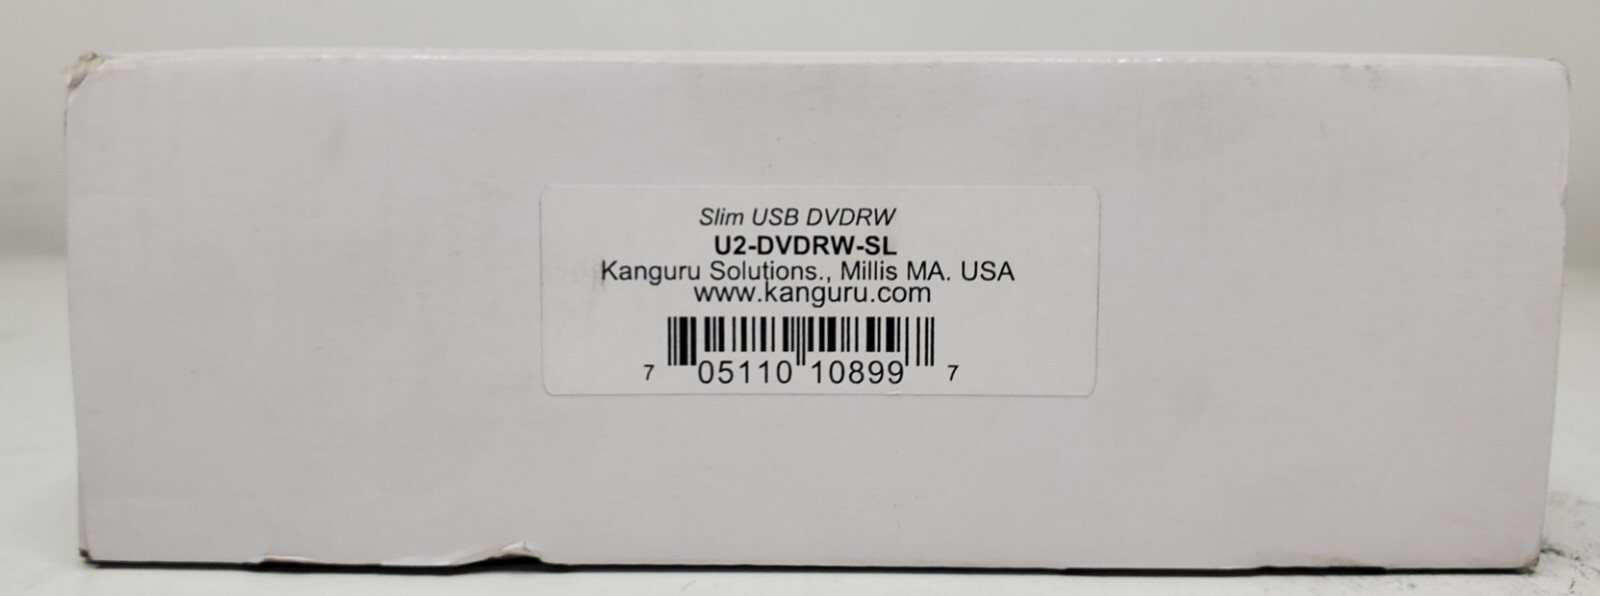 Slim USB DVDRW
U2-DVDRW-SL
Kanguru Solutions., Millis MA. USA
www.kanguru.com
7 05110 10899 7